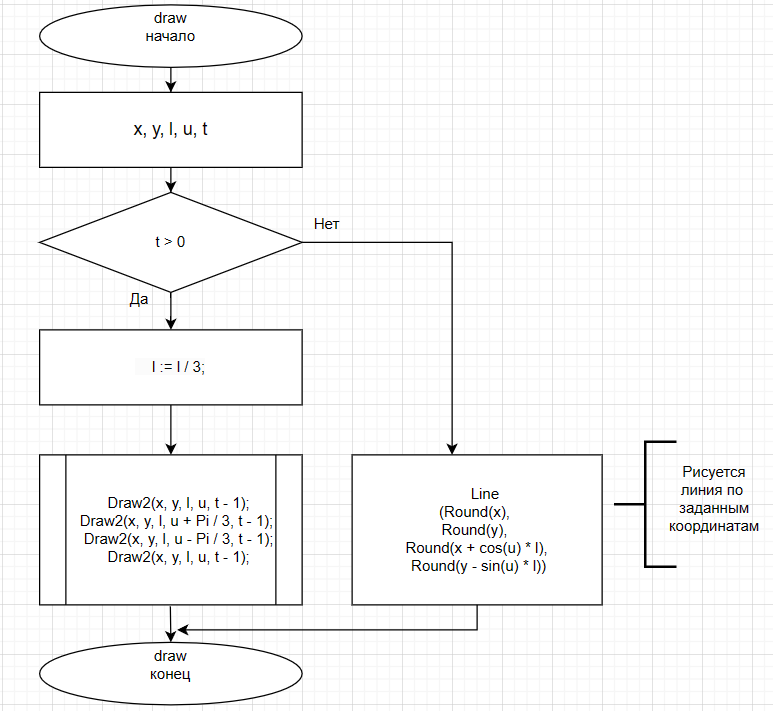 draw
начало
x, y, l, u, t
t > 0
Нет
Да
l := l / 3;
Draw2(x, y, l, u, t - 1);
Draw2(x, y, l, u + Pi / 3, t - 1);
Draw2(x, y, l, u - Pi / 3, t - 1);
Draw2(x, y, l, u, t - 1);
Line
(Round(x),
Round(y),
Round(x + cos(u) * l),
Round(y - sin(u) * l))
Рисуется
линия по
заданным
координатам
draw
конец